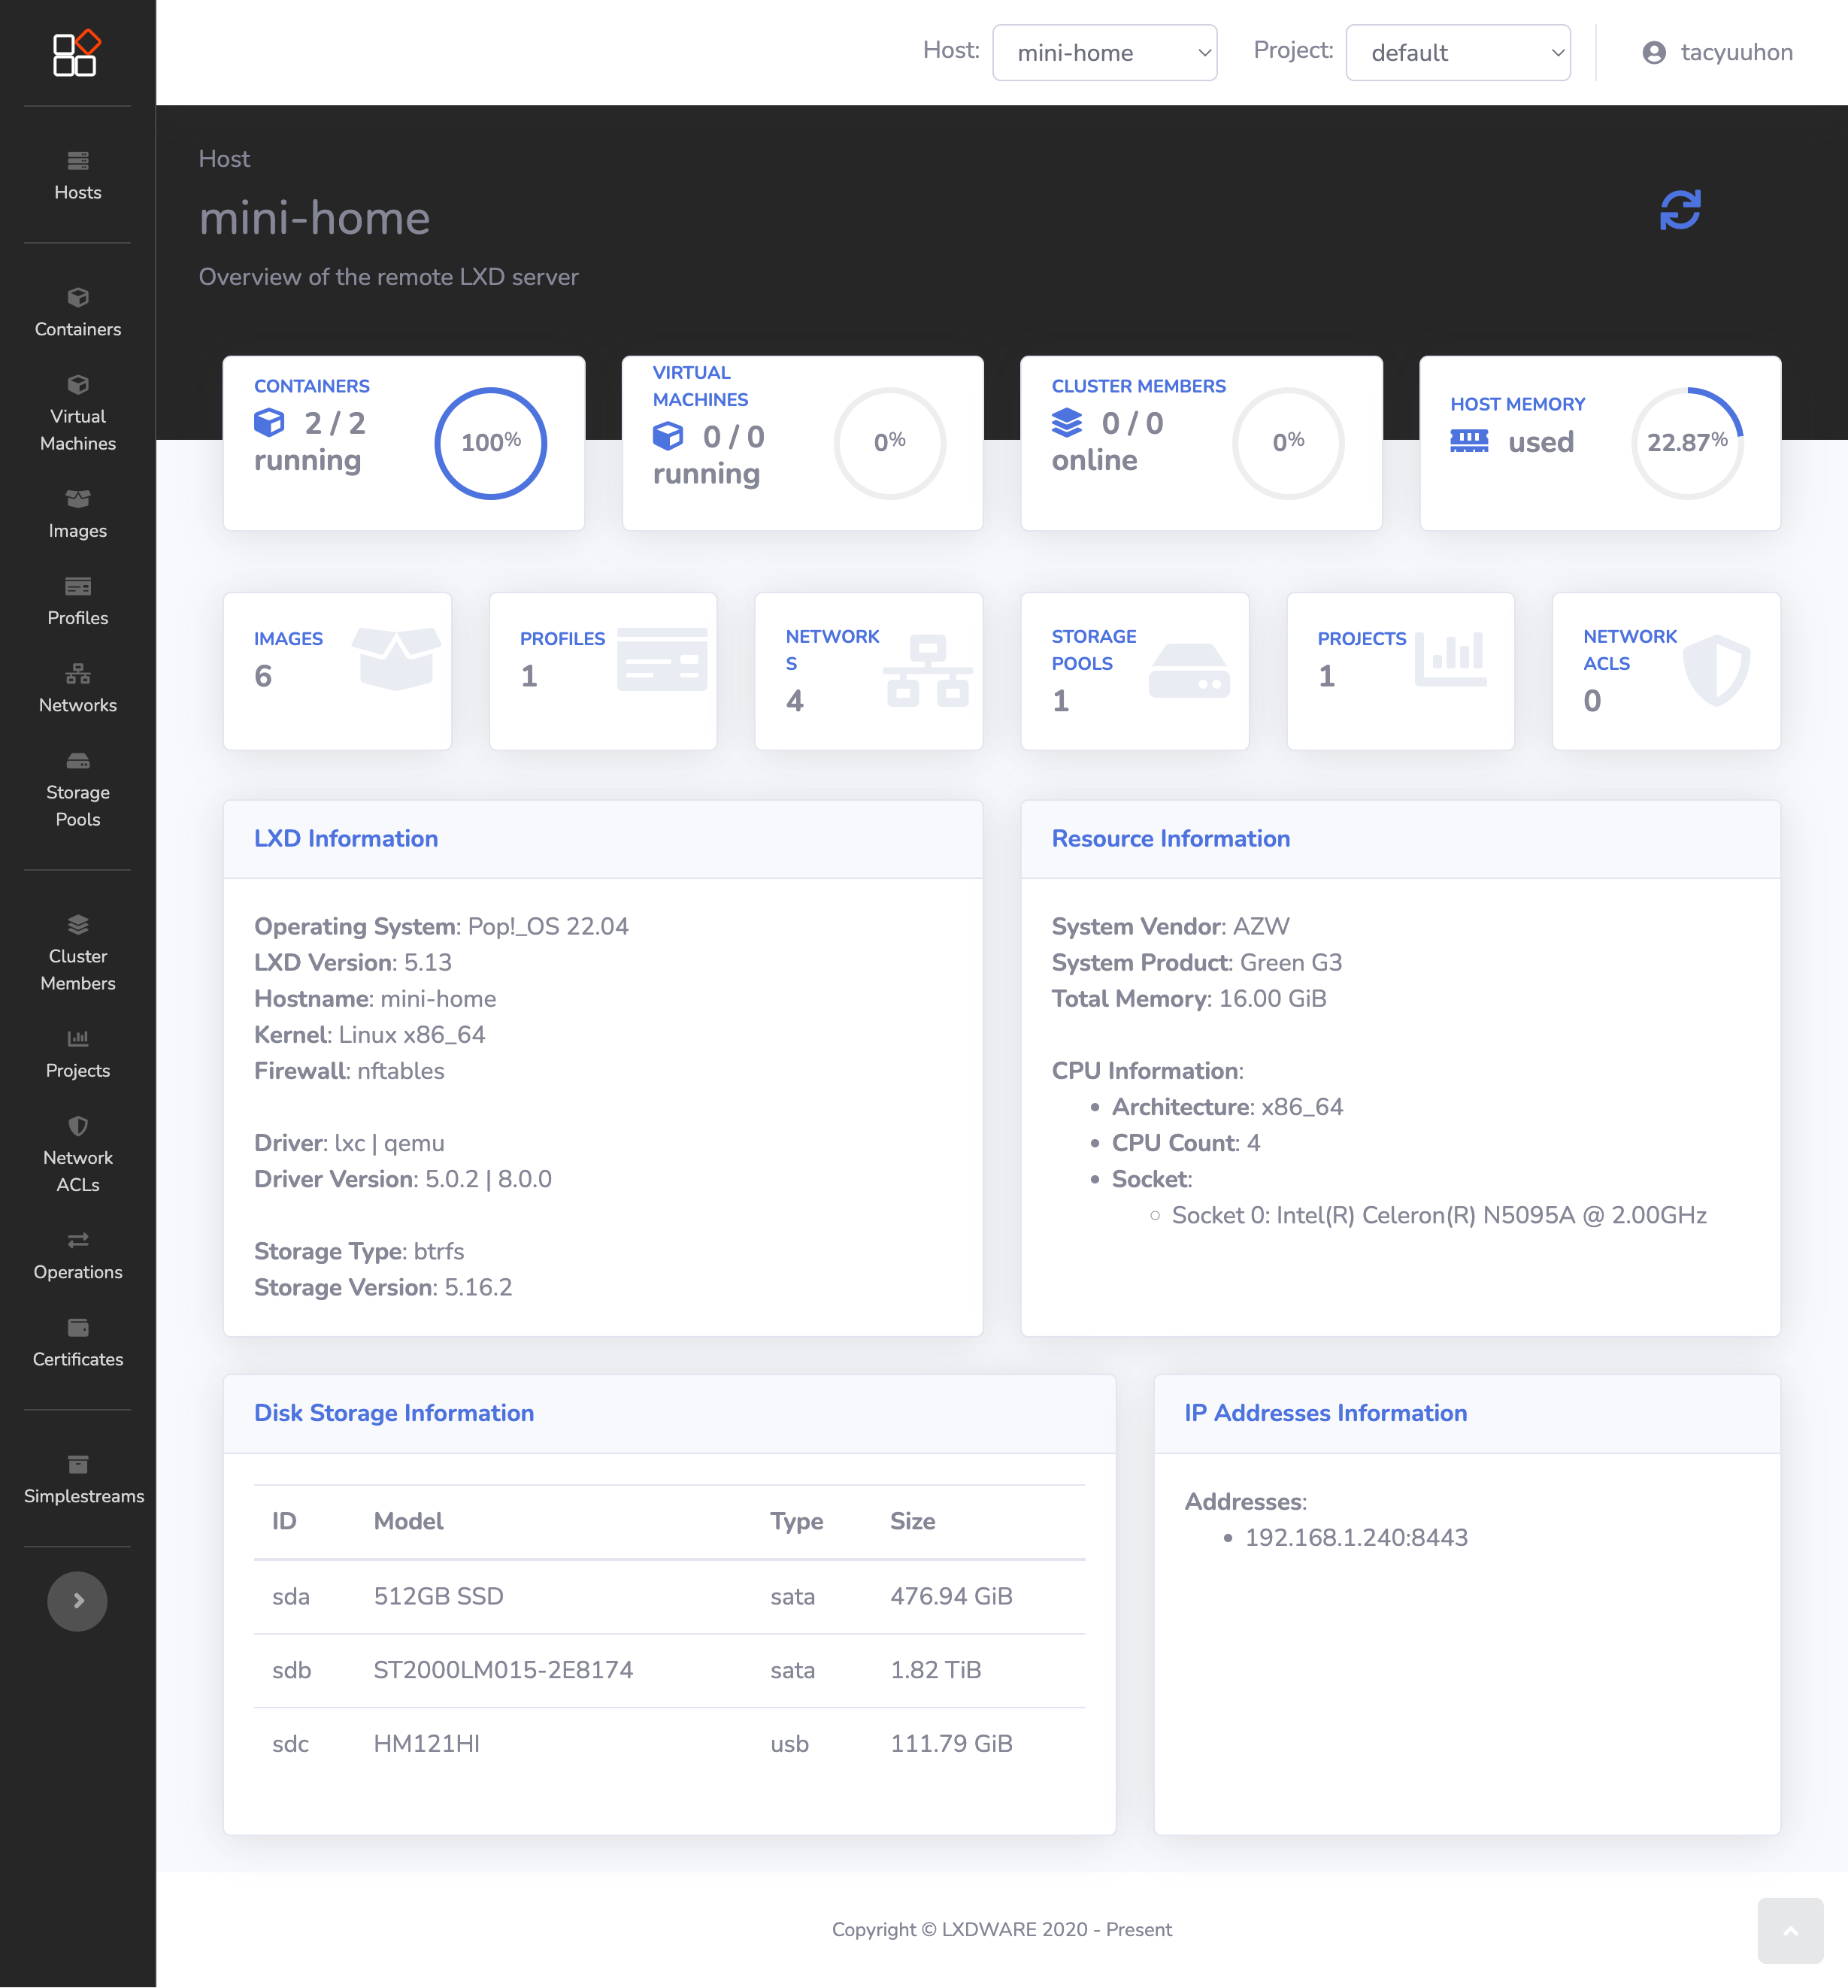 Host: mini-home Project: default tacyuuhon
Hosts
Containers
Virtual
Machines
Images
Profiles
Networks
Storage
Pools
Cluster
Members
Projects
Network
ACLs
Operations
Certificates
Simplestreams
Host
mini-home
Overview of the remote LXD server
CONTAINERS
2 / 2
running
100%
VIRTUAL
MACHINES
0 / 0
running
0%
CLUSTER MEMBERS
0 / 0
online
0%
HOST MEMORY
used
22.87%
IMAGES
6
PROFILES
1
NETWORK
S
4
STORAGE
POOLS
1
PROJECTS
1
NETWORK
ACLS
0
LXD Information
Operating System: Pop!_OS 22.04
LXD Version: 5.13
Hostname: mini-home
Kernel: Linux x86_64
Firewall: nftables
Driver: lxc | qemu
Driver Version: 5.0.2 | 8.0.0
Storage Type: btrfs
Storage Version: 5.16.2
Resource Information
System Vendor: AZW
System Product: Green G3
Total Memory: 16.00 GiB
CPU Information:
Architecture: x86_64
CPU Count: 4
Socket:
Socket 0: Intel(R) Celeron(R) N5095A @ 2.00GHz
Disk Storage Information
ID Model Type Size
sda 512GB SSD sata 476.94 GiB
sdb ST2000LM015-2E8174 sata 1.82 TiB
sdc HM121HI usb 111.79 GiB
IP Addresses Information
Addresses:
192.168.1.240:8443
Copyright © LXDWARE 2020 - Present